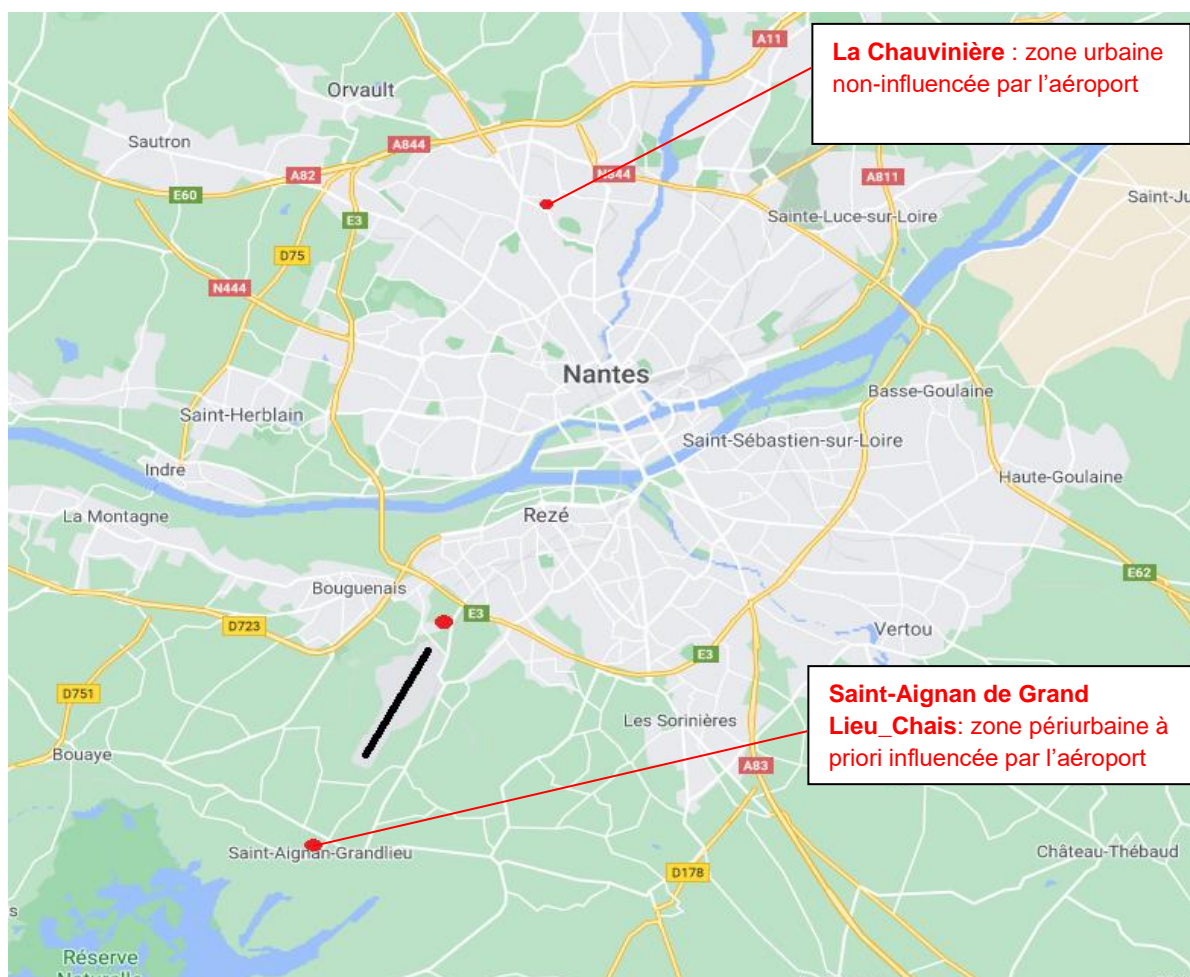 A11
La Chauvinière : zone urbaine
non-influencée par l'aéroport
Orvault
Sautron
A844
A82
N844
A811
E60
E3
Saint-Ju
Sainte-Luce-sur-Loire
D75
N444
Nantes
Basse-Goulaine
Saint-Herblain
Saint-Sébastien-sur-Loire
Indre
Haute-Goulaine
La Montagne
Rezé
E62
Bouguenais
E3
D723
Vertou
E3
D751
Saint-Aignan de Grand
Lieu_Chais: zone périurbaine à
priori influencée par l'aéroport
Les Sorinières
Bouaye
A83
Saint-Aignan-Grandlieu
Château-Thébaud
D178
s
Réserve